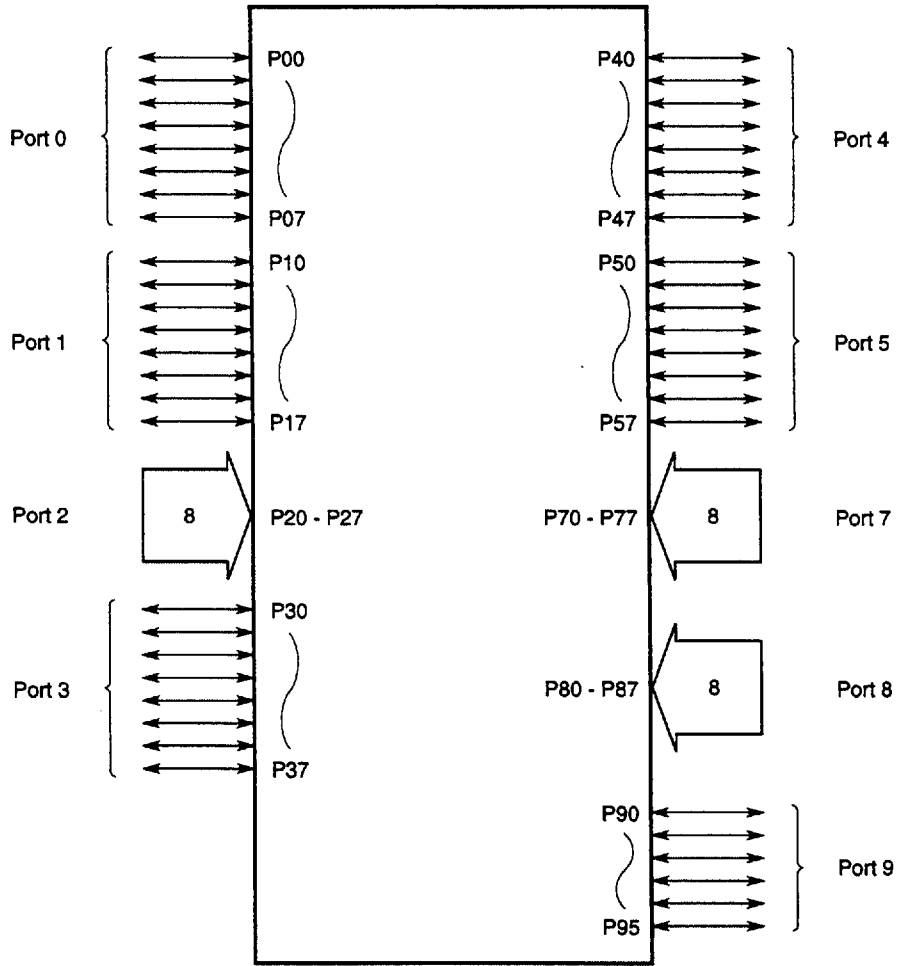 Port 0
P00
P07
Port 1
P10
P17
Port 2
8
P20 - P27
Port 3
P30
P37
P40
P47
Port 4
P50
P57
Port 5
P70 - P77
8
Port 7
P80 - P87
8
Port 8
P90
P95
Port 9